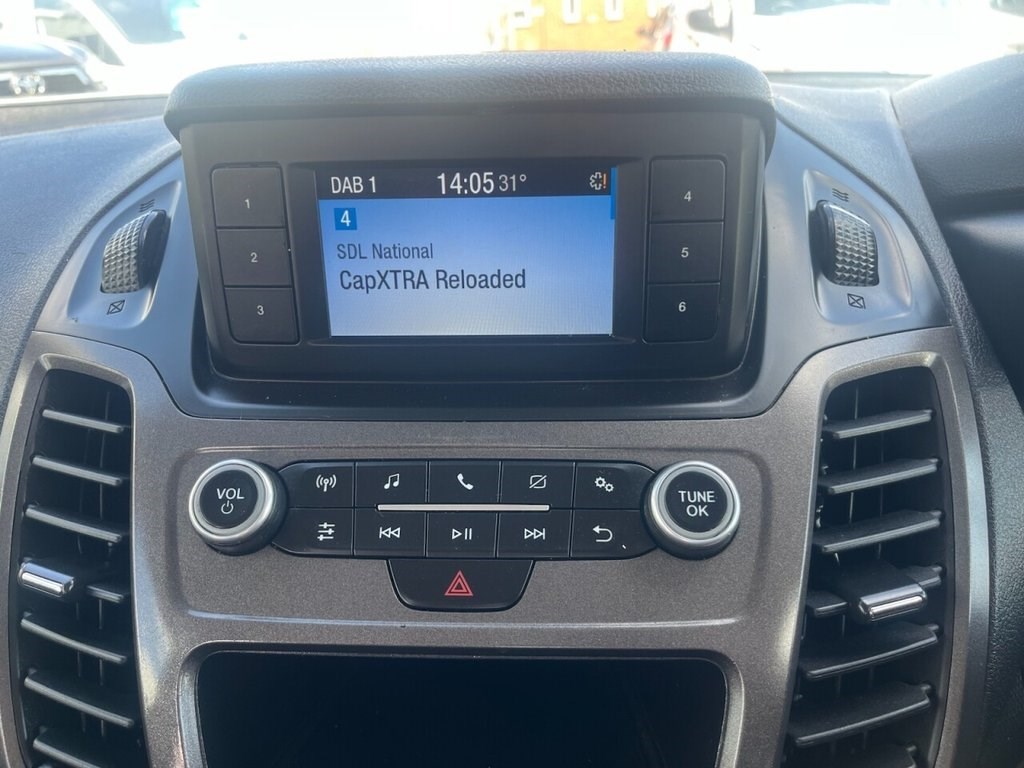 DAB 1 14:05 31°
4
SDL National
CapXTRA Reloaded
1
2
3
4
5
6
VOL
TUNE
OK